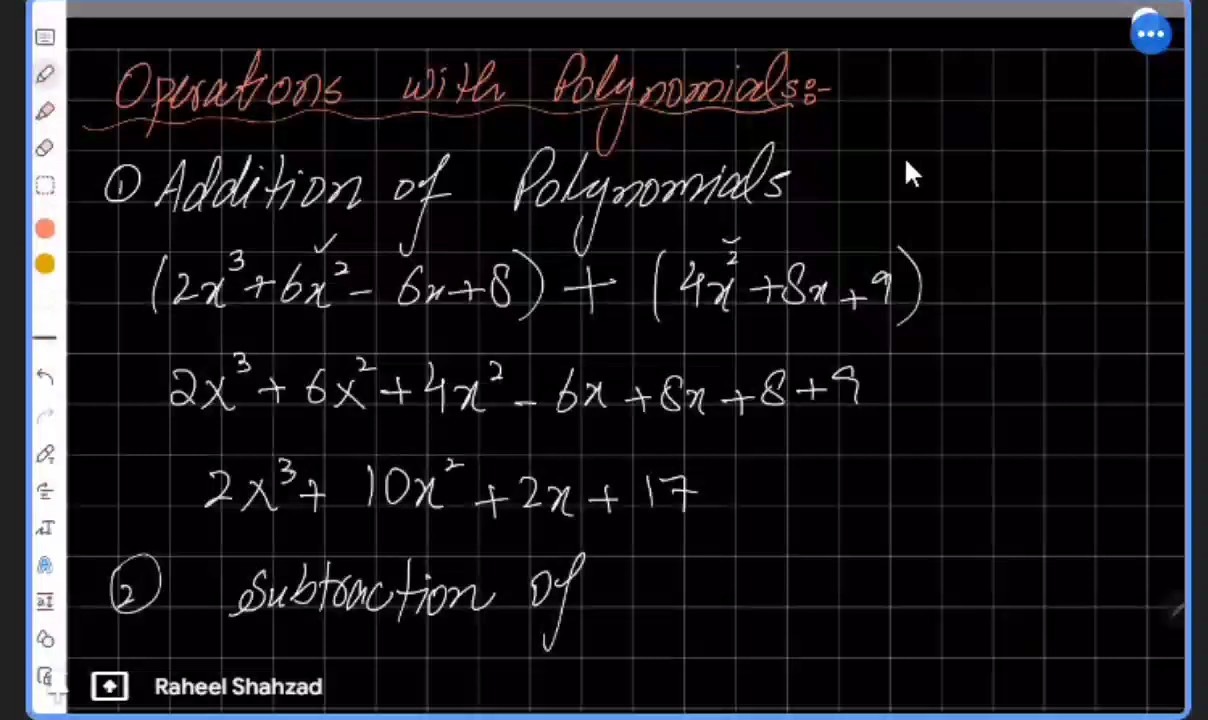 Operations with Polynomials:-
① Addition of Polynomials
(2x³+6x²-6x+8) + (4x²+8x+9)
2x³+6x²+4x²-6x+8x+8+9
2x³+10x²+2x+17
② Subtraction of
Raheel Shahzad